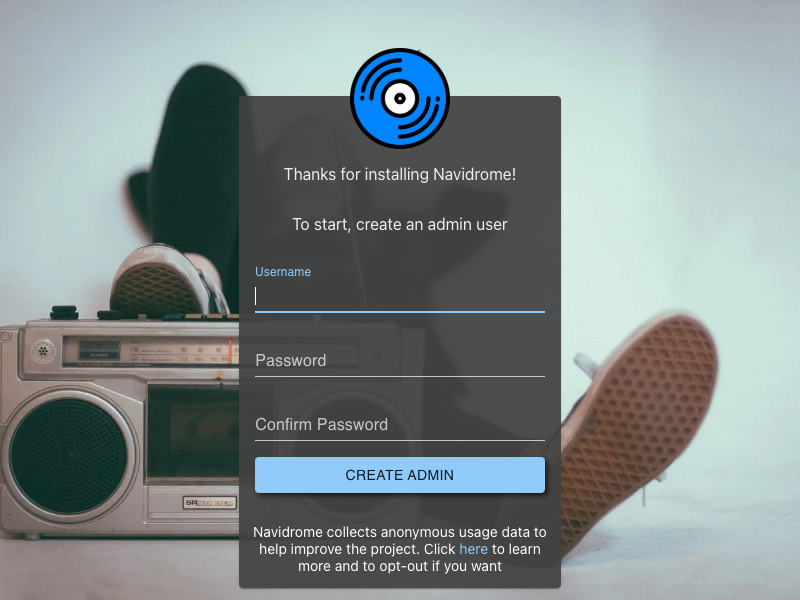 Thanks for installing Navidrome!
To start, create an admin user
Username
FM
Password
Confirm Password
CREATE ADMIN
Navidrome collects anonymous usage data to
help improve the project. Click here to learn
more and to opt-out if you want